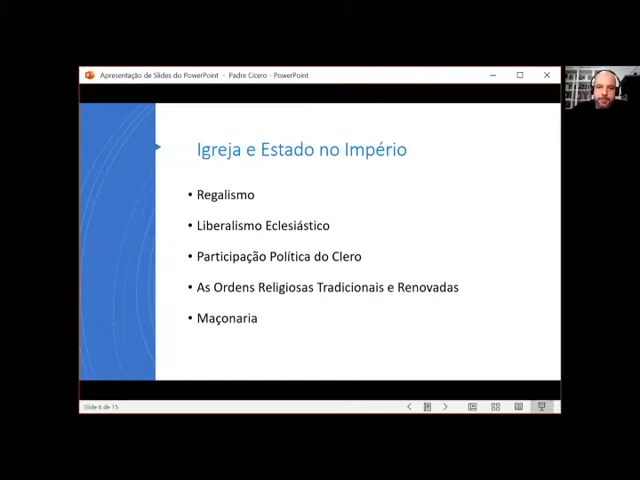 Apresentação de Slides do PowerPoint - Padre Cícero - PowerPoint
Igreja e Estado no Império
• Regalismo
• Liberalismo Eclesiástico
• Participação Política do Clero
• As Ordens Religiosas Tradicionais e Renovadas
• Maçonaria
Slide 6 de 15